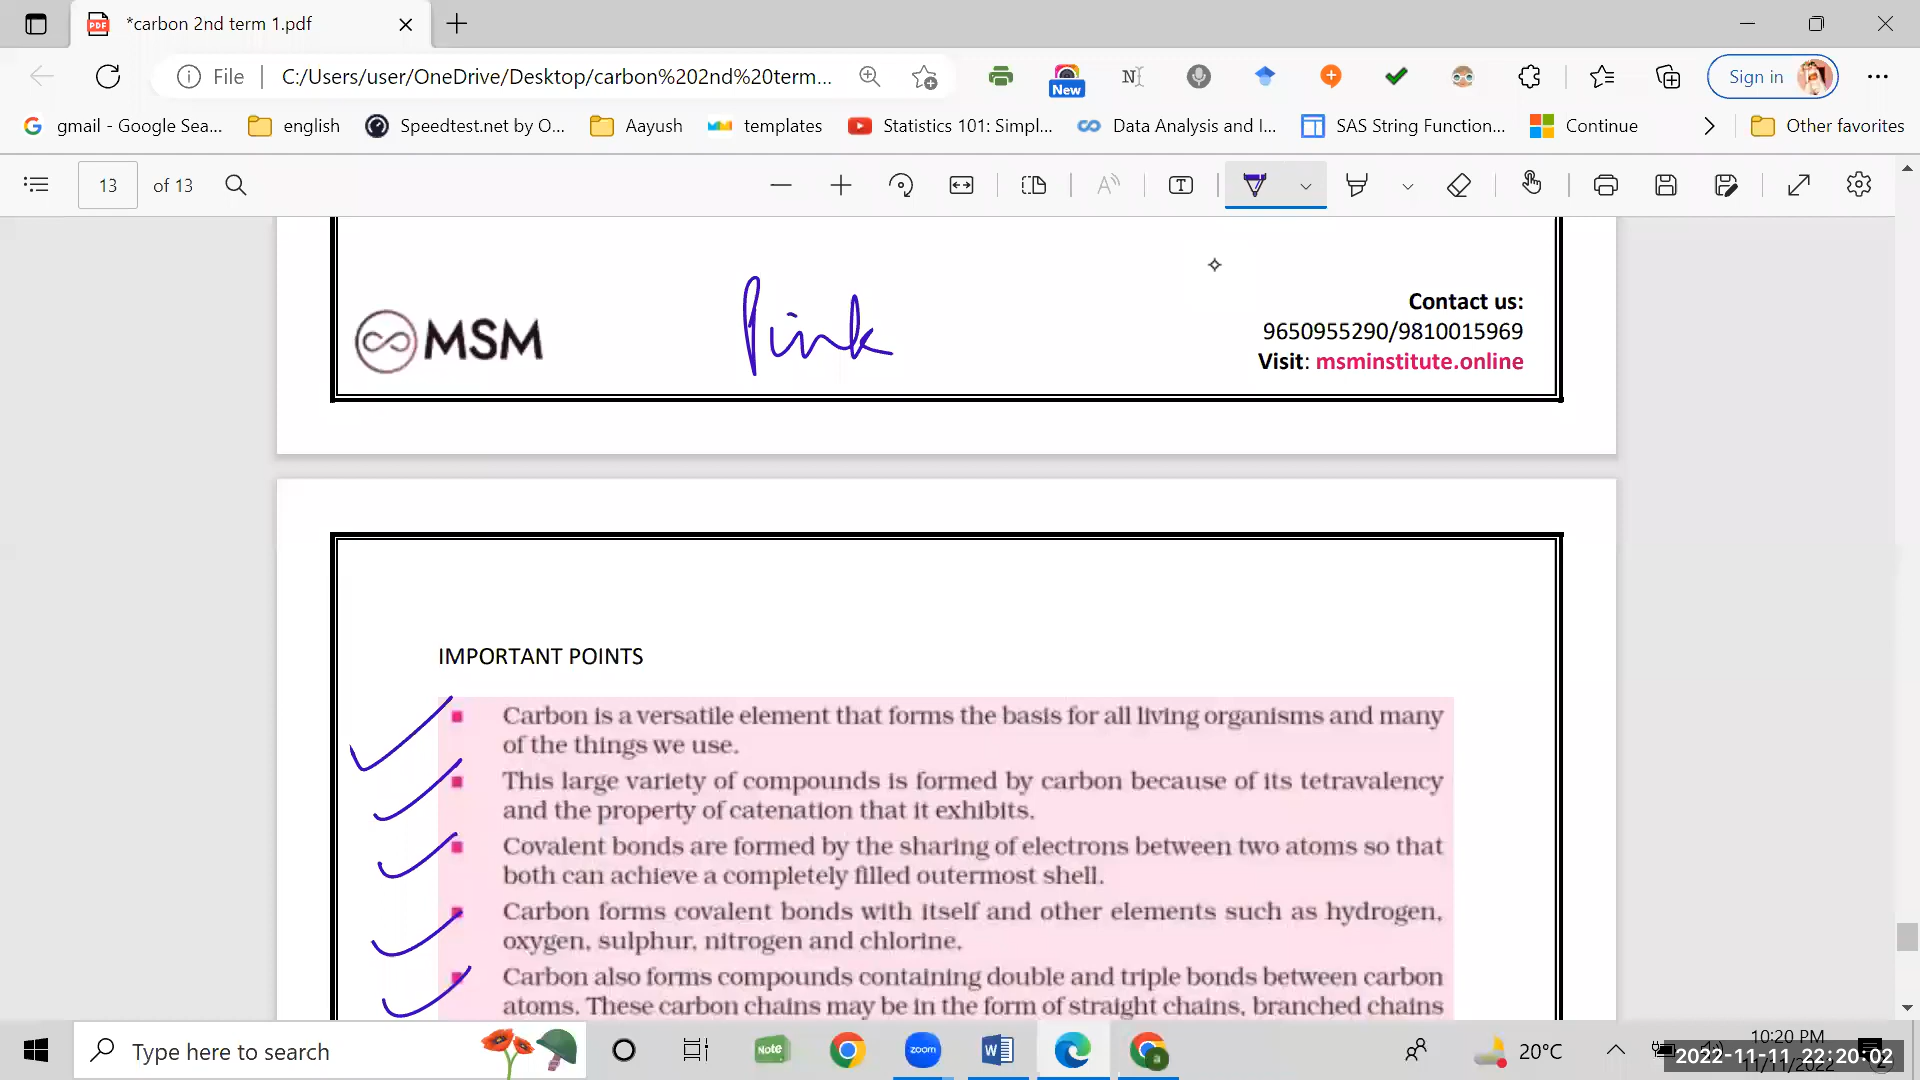 *carbon 2nd term 1.pdf
File
C:/Users/user/OneDrive/Desktop/carbon%202nd%20term...
New
Sign in
gmail - Google Sea...
english
Speedtest.net by O...
Aayush
templates
Statistics 101: Simpl...
Data Analysis and I...
SAS String Function...
Continue
Other favorites
13
of 13
MSM
Pink
Contact us:
9650955290/9810015969
Visit: msminstitute.online
IMPORTANT POINTS
Carbon is a versatile element that forms the basis for all living organisms and many
of the things we use.
This large variety of compounds is formed by carbon because of its tetravalency
and the property of catenation that it exhibits.
Covalent bonds are formed by the sharing of electrons between two atoms so that
both can achieve a completely filled outermost shell.
Carbon forms covalent bonds with itself and other elements such as hydrogen,
oxygen, sulphur, nitrogen and chlorine.
Carbon also forms compounds containing double and triple bonds between carbon
atoms. These carbon chains may be in the form of straight chains, branched chains
Type here to search
Note
zoom
20°C
10:20 PM
11/11/2022
2022-11-11 22:20:02